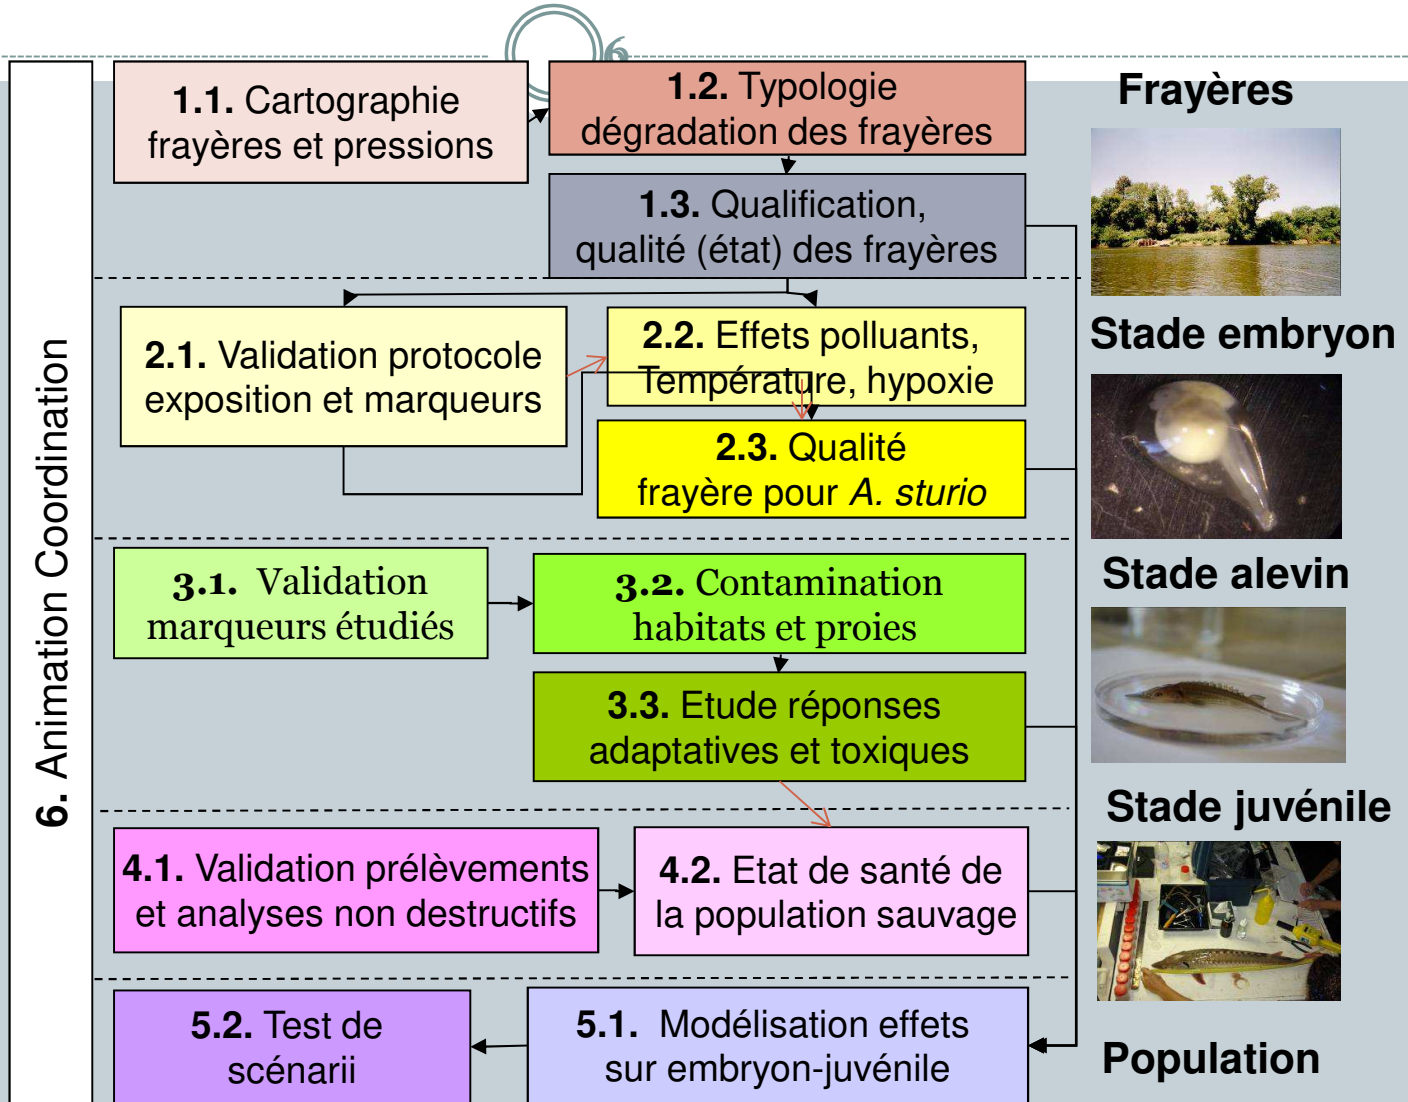 6
1.1. Cartographie
frayères et pressions
1.2. Typologie
dégradation des frayères
Frayères
1.3. Qualification,
qualité (état) des frayères
2.1. Validation protocole
exposition et marqueurs
2.2. Effets polluants,
Température, hypoxie
Stade embryon
2.3. Qualité
frayère pour A. sturio
3.1. Validation
marqueurs étudiés
3.2. Contamination
habitats et proies
Stade alevin
3.3. Etude réponses
adaptatives et toxiques
4.1. Validation prélèvements
et analyses non destructifs
4.2. Etat de santé de
la population sauvage
Stade juvénile
5.2. Test de
scénarii
5.1. Modélisation effets
sur embryon-juvénile
Population
6. Animation Coordination